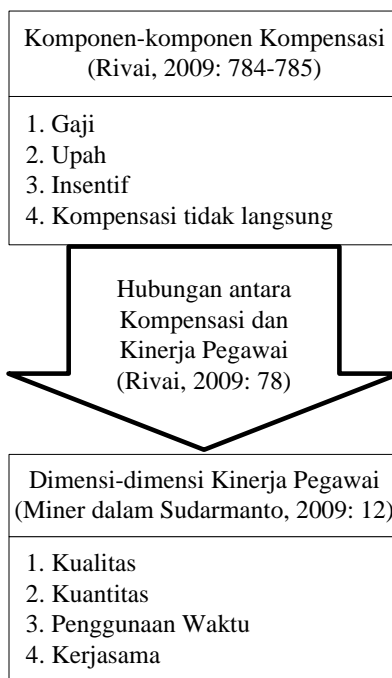 Komponen-komponen Kompensasi
(Rivai, 2009: 784-785)
1. Gaji
2. Upah
3. Insentif
4. Kompensasi tidak langsung
Hubungan antara
Kompensasi dan
Kinerja Pegawai
(Rivai, 2009: 78)
Dimensi-dimensi Kinerja Pegawai
(Miner dalam Sudarmanto, 2009: 12)
1. Kualitas
2. Kuantitas
3. Penggunaan Waktu
4. Kerjasama